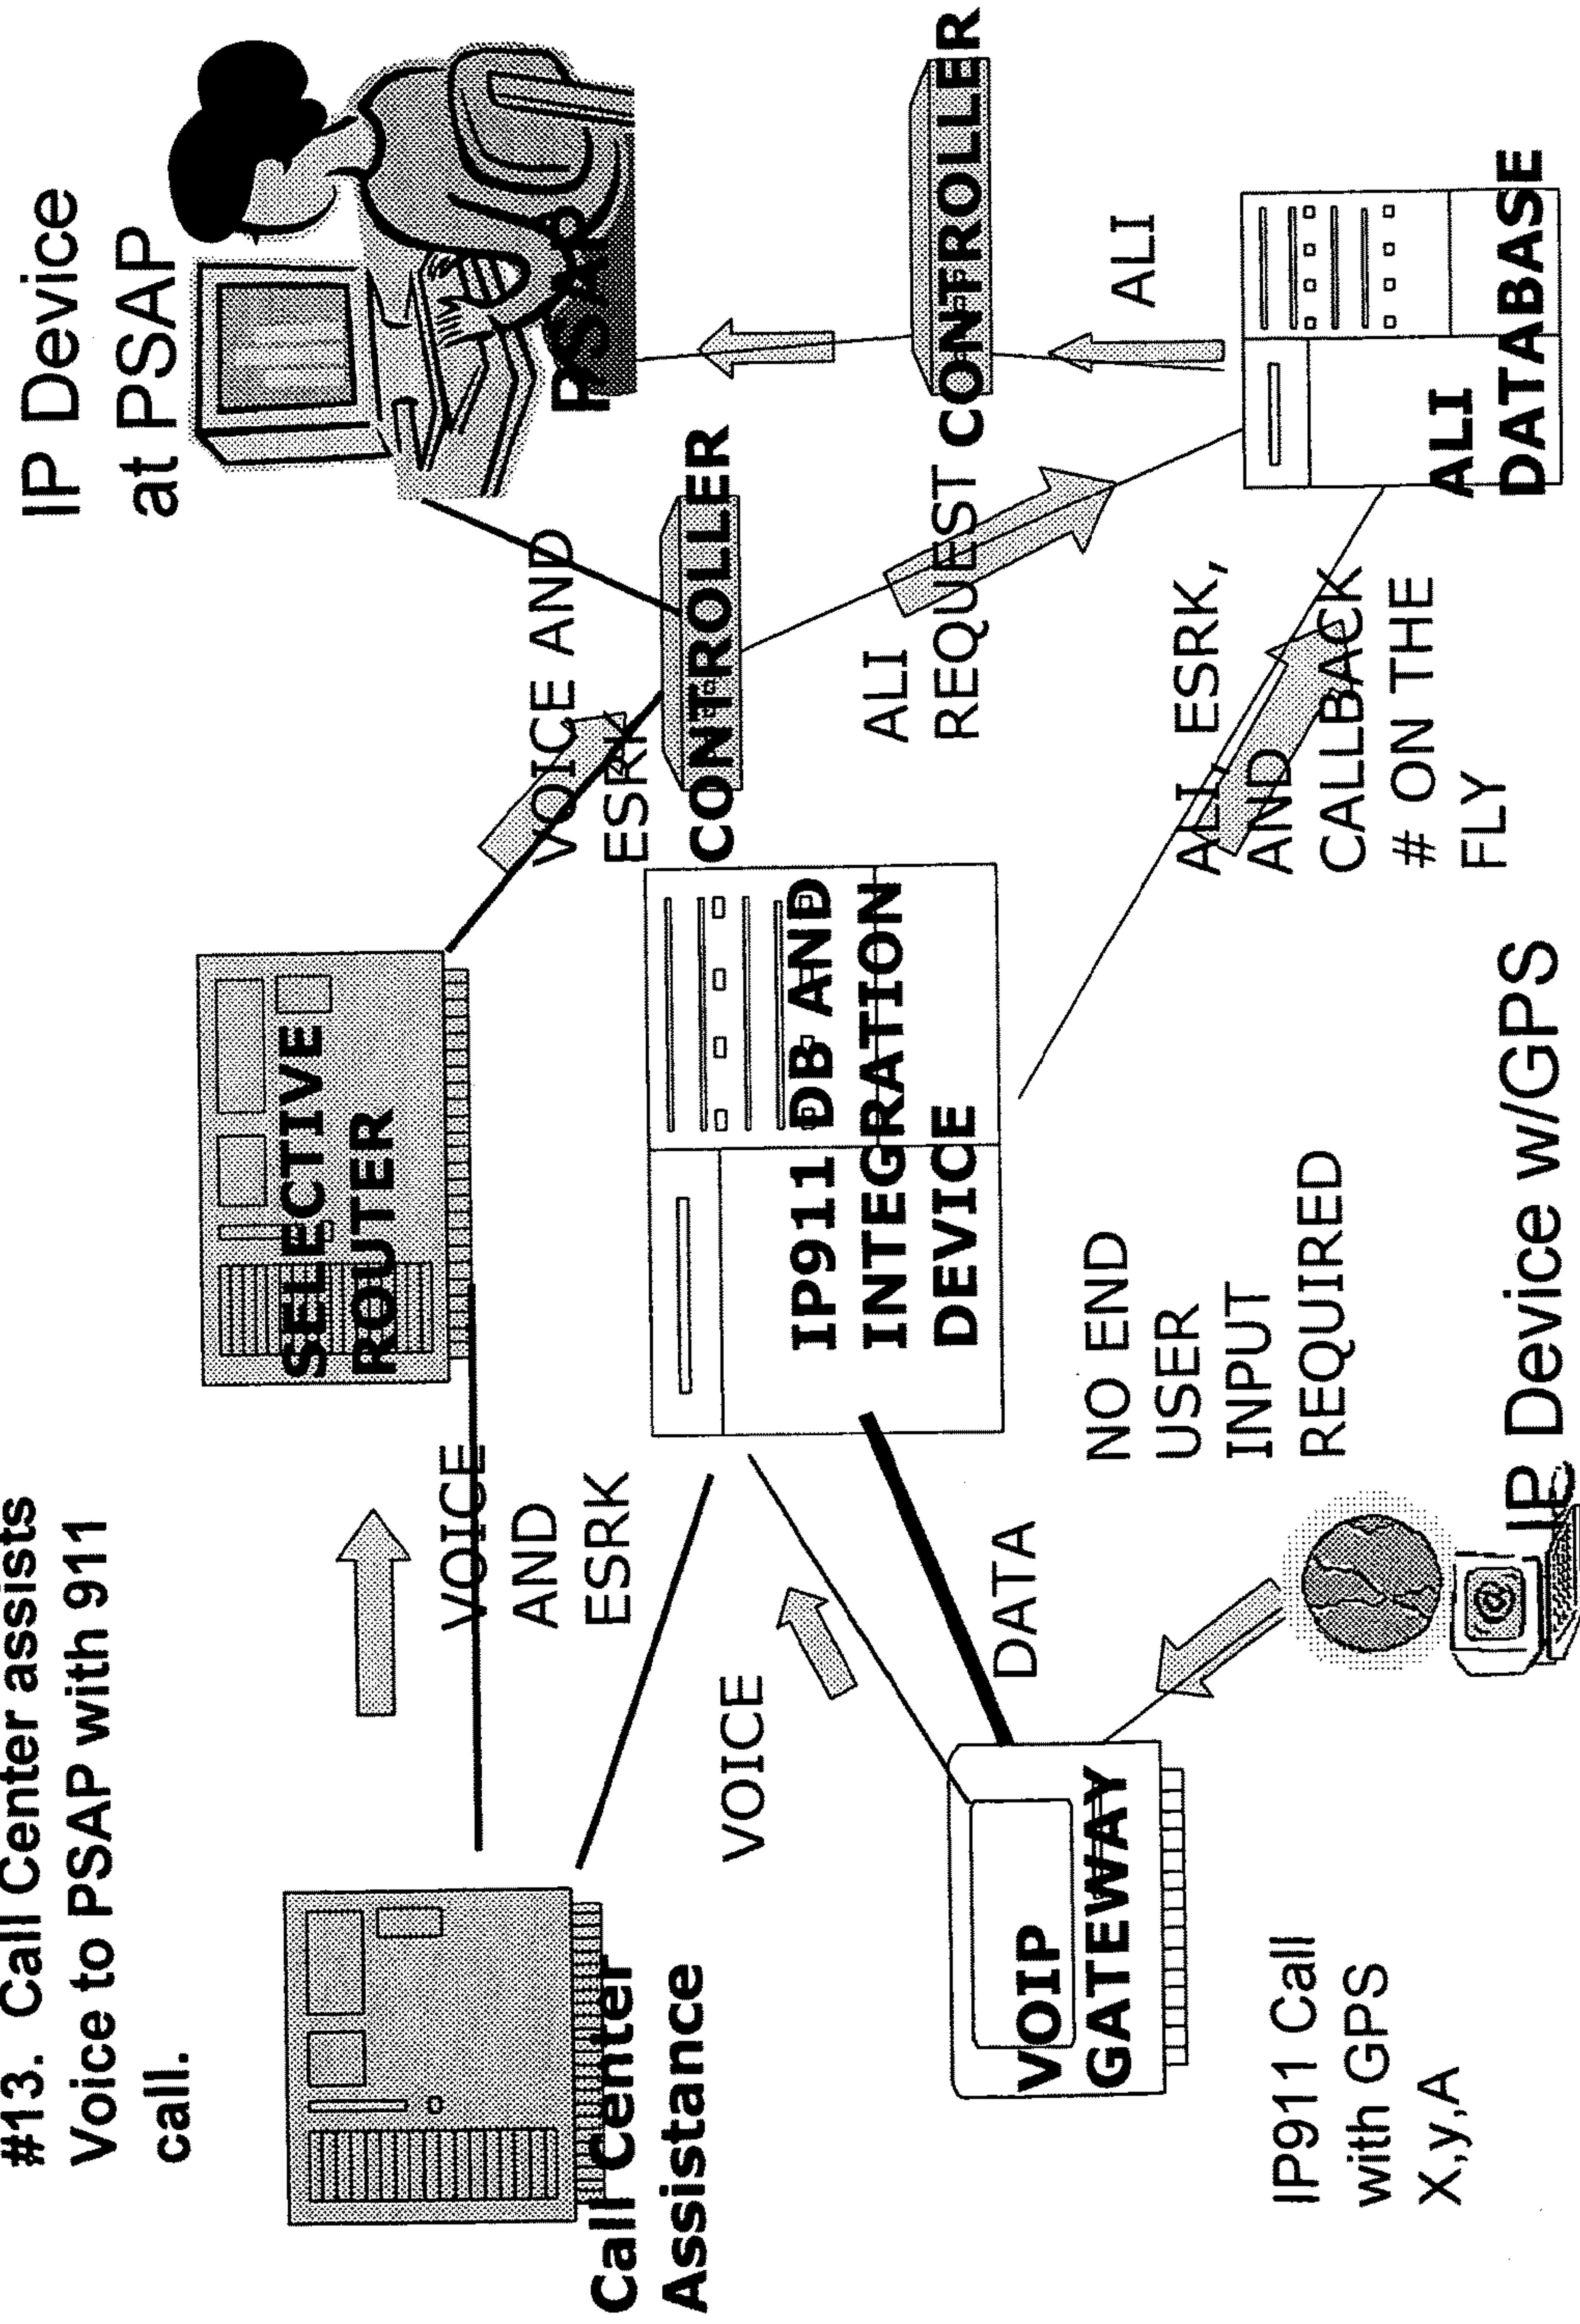 #13. Call Center assists
Voice to PSAP with 911
call.
IP Device
at PSAP
SELECTIVE
ROUTER
VOICE
AND
ESRK
VOICE AND
ESRK
CONTROLLER
Call Center
Assistance
VOICE
IP911 DB AND
INTEGRATION
DEVICE
ALI
REQUEST
CONTROLLER
ALI
VOIP
GATEWAY
DATA
NO END
USER
INPUT
REQUIRED
ALI, ESRK,
AND
CALLBACK
# ON THE
FLY
ALI
DATABASE
IP911 Call
with GPS
X,y,A
IP Device w/GPS